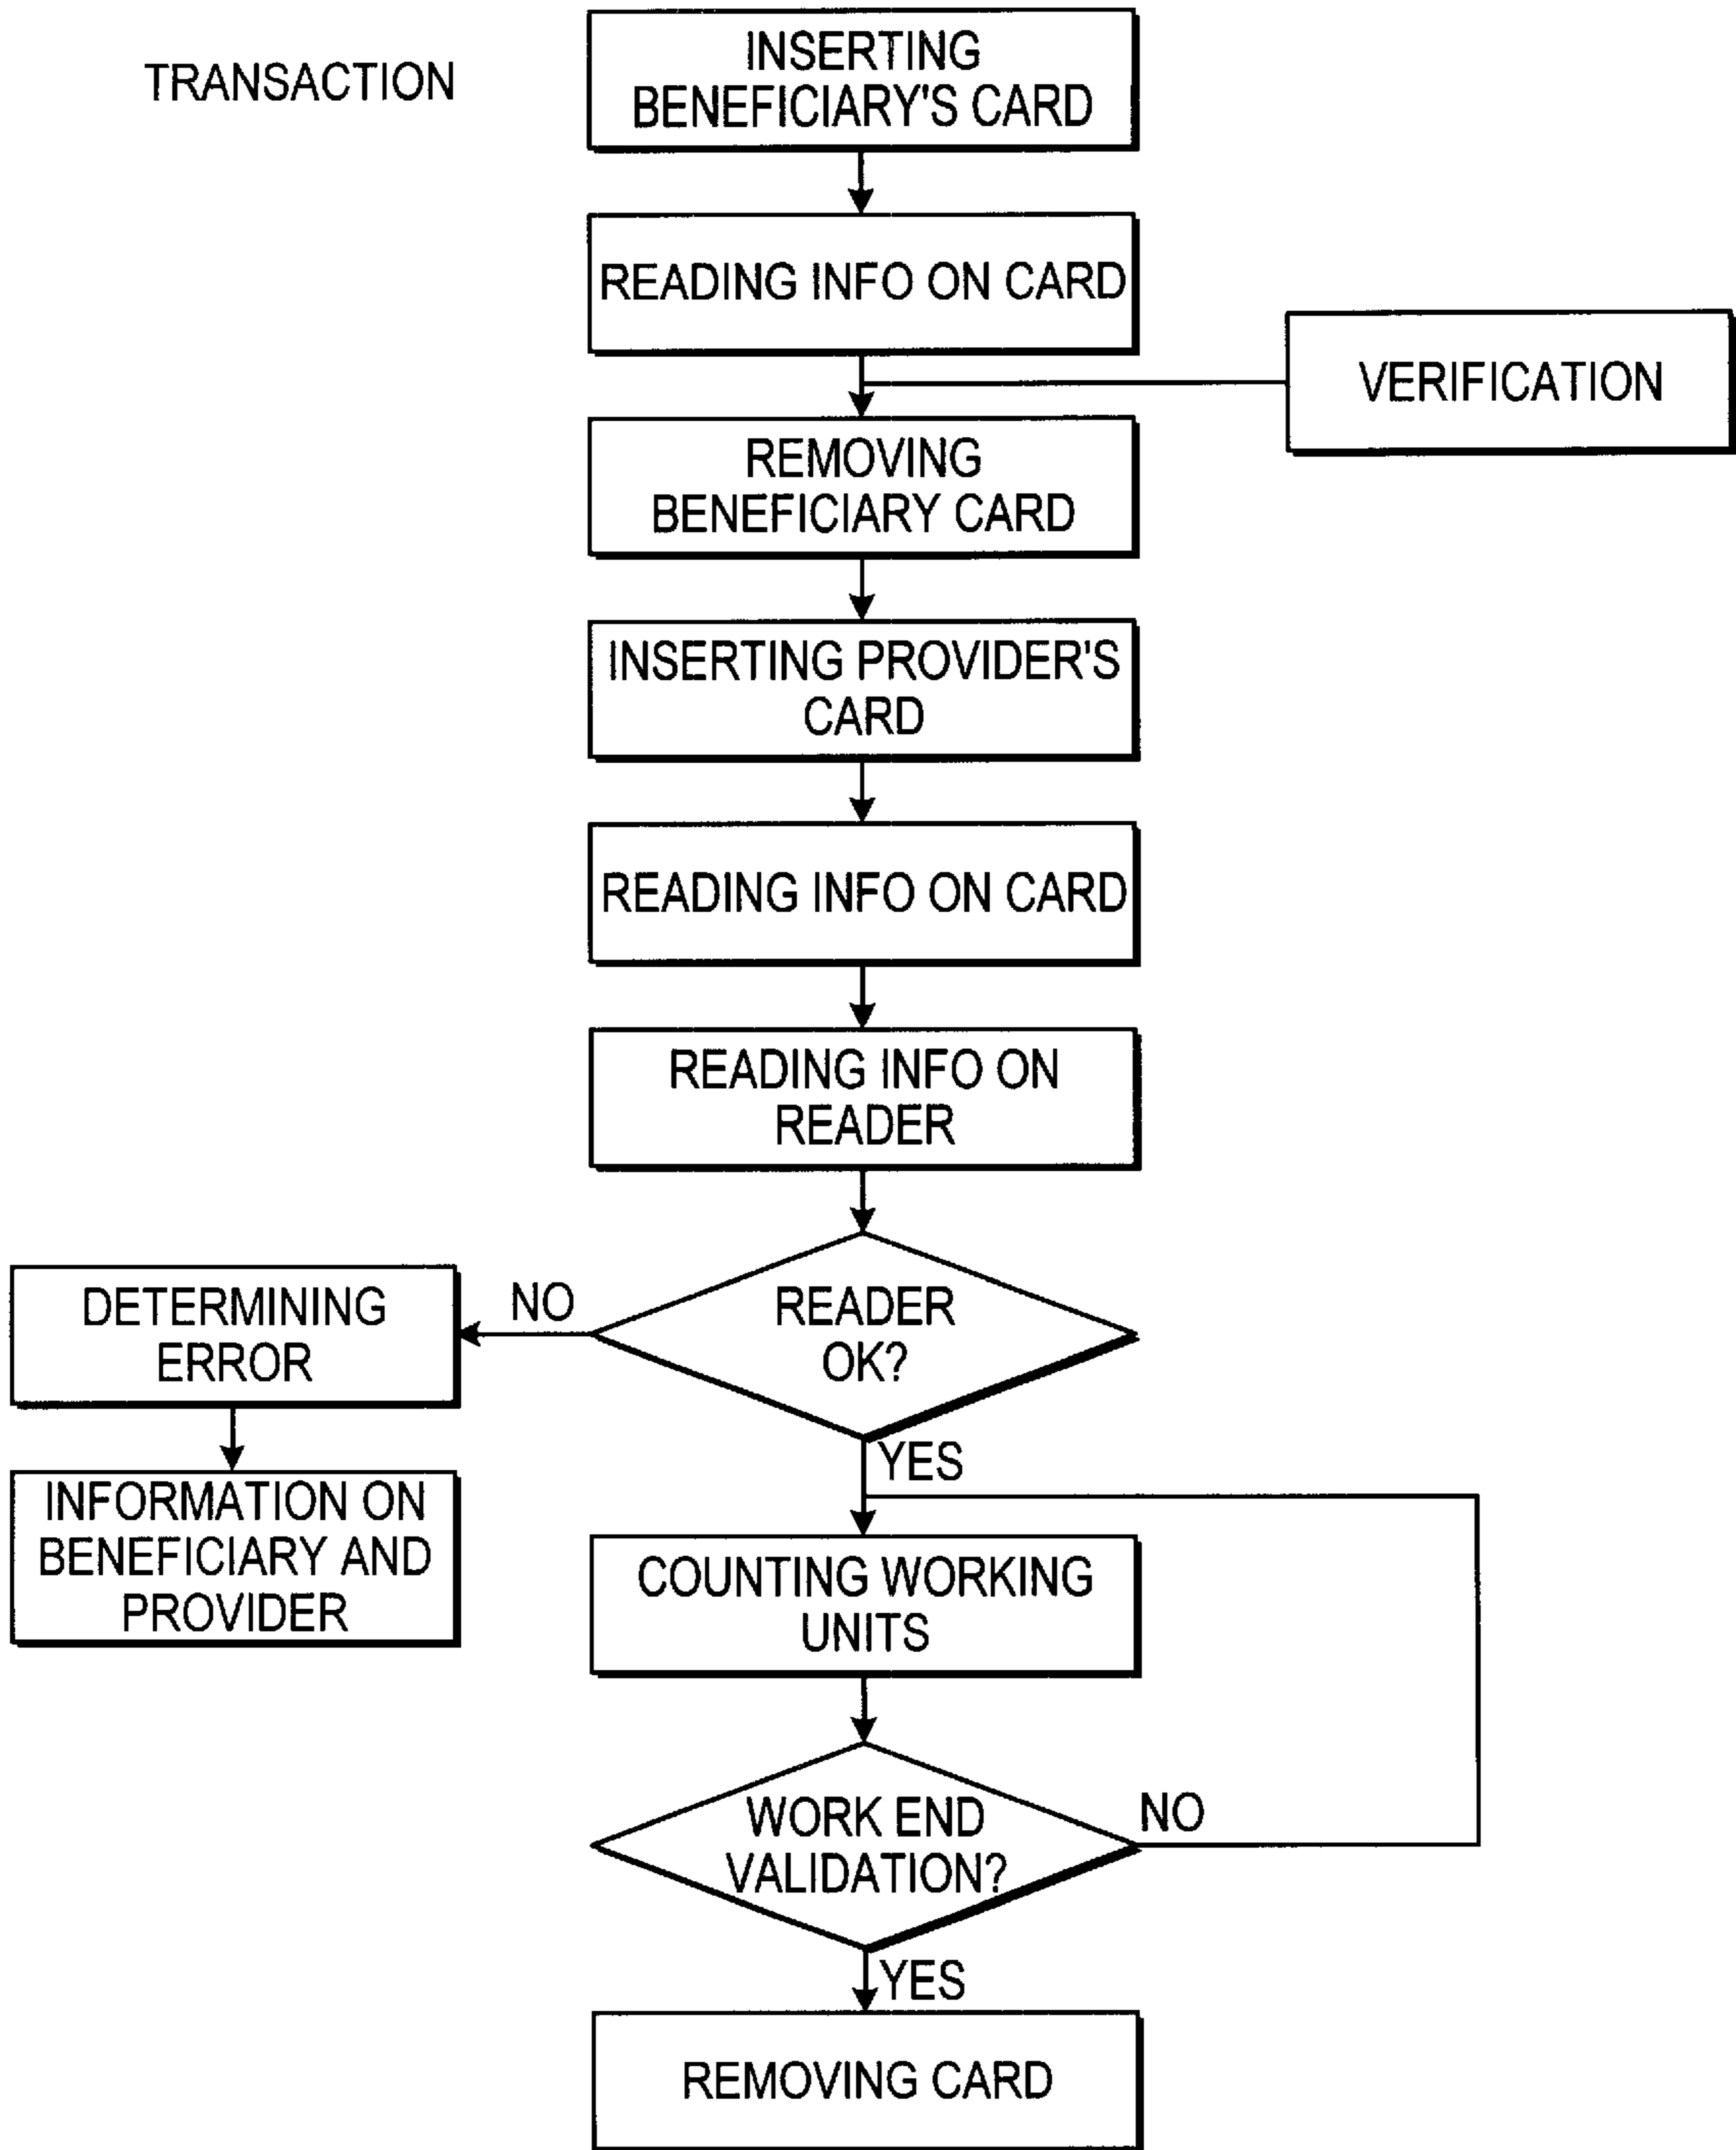 TRANSACTION
INSERTING
BENEFICIARY'S CARD
READING INFO ON CARD
VERIFICATION
REMOVING
BENEFICIARY CARD
INSERTING PROVIDER'S
CARD
READING INFO ON CARD
READING INFO ON
READER
READER
OK?
NO
DETERMINING
ERROR
INFORMATION ON
BENEFICIARY AND
PROVIDER
YES
COUNTING WORKING
UNITS
WORK END
VALIDATION?
NO
YES
REMOVING CARD